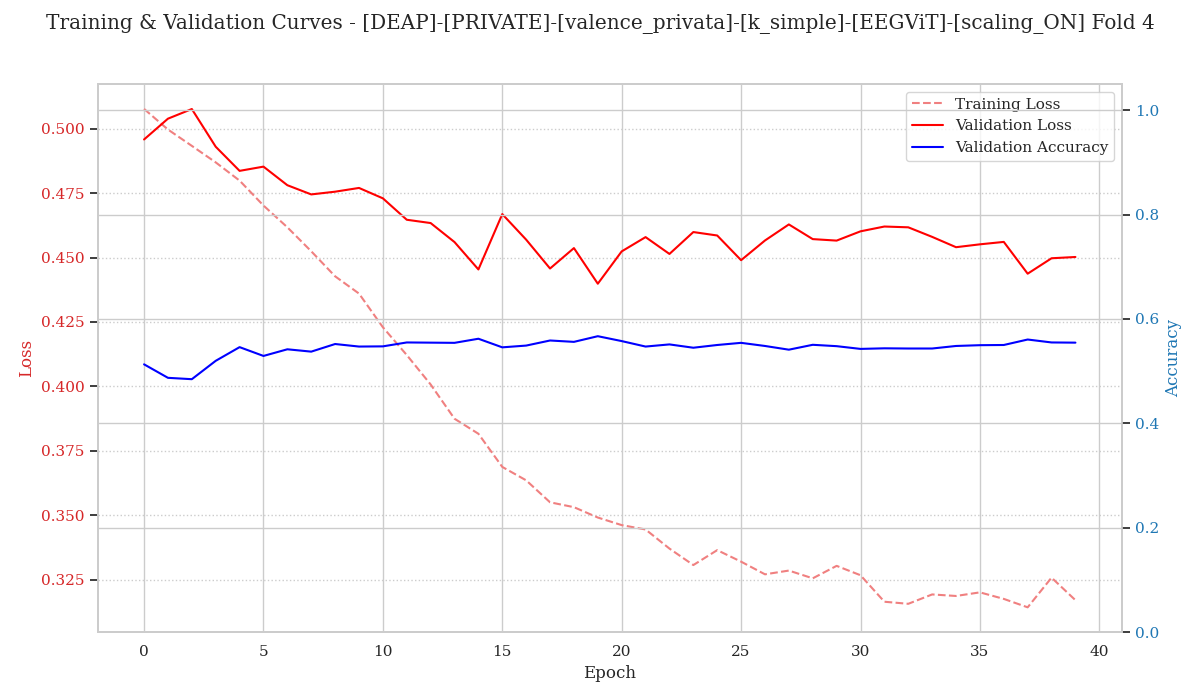 Training & Validation Curves - [DEAP]-[PRIVATE]-[valence_privata]-[k_simple]-[EEGViT]-[scaling_ON] Fold 4
Training Loss
Validation Loss
Validation Accuracy
Loss
0.500
0.475
0.450
0.425
0.400
0.375
0.350
0.325
1.0
0.8
0.6
0.4
0.2
0.0
Accuracy
0 5 10 15 20 25 30 35 40
Epoch